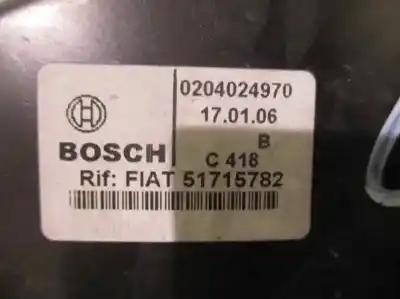 0204024970
17.01.06
B
BOSCH
C 418
Rif: FIAT 51715782